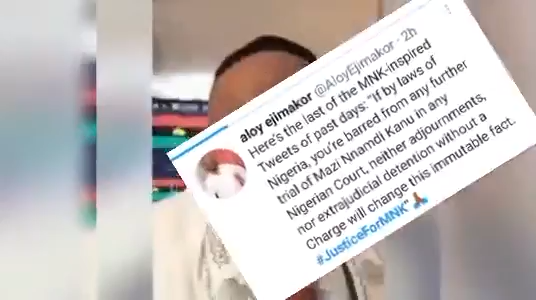 aloy ejimakor @AloyEjimakor · 2h
Here's the last of the MNK-inspired
Tweets of past days: "If by laws of
Nigeria, you're barred from any further
trial of Mazi Nnamdi Kanu in any
Nigerian Court, neither adjournments,
nor extrajudicial detention without a
Charge will change this immutable fact.
#JusticeForMNK"